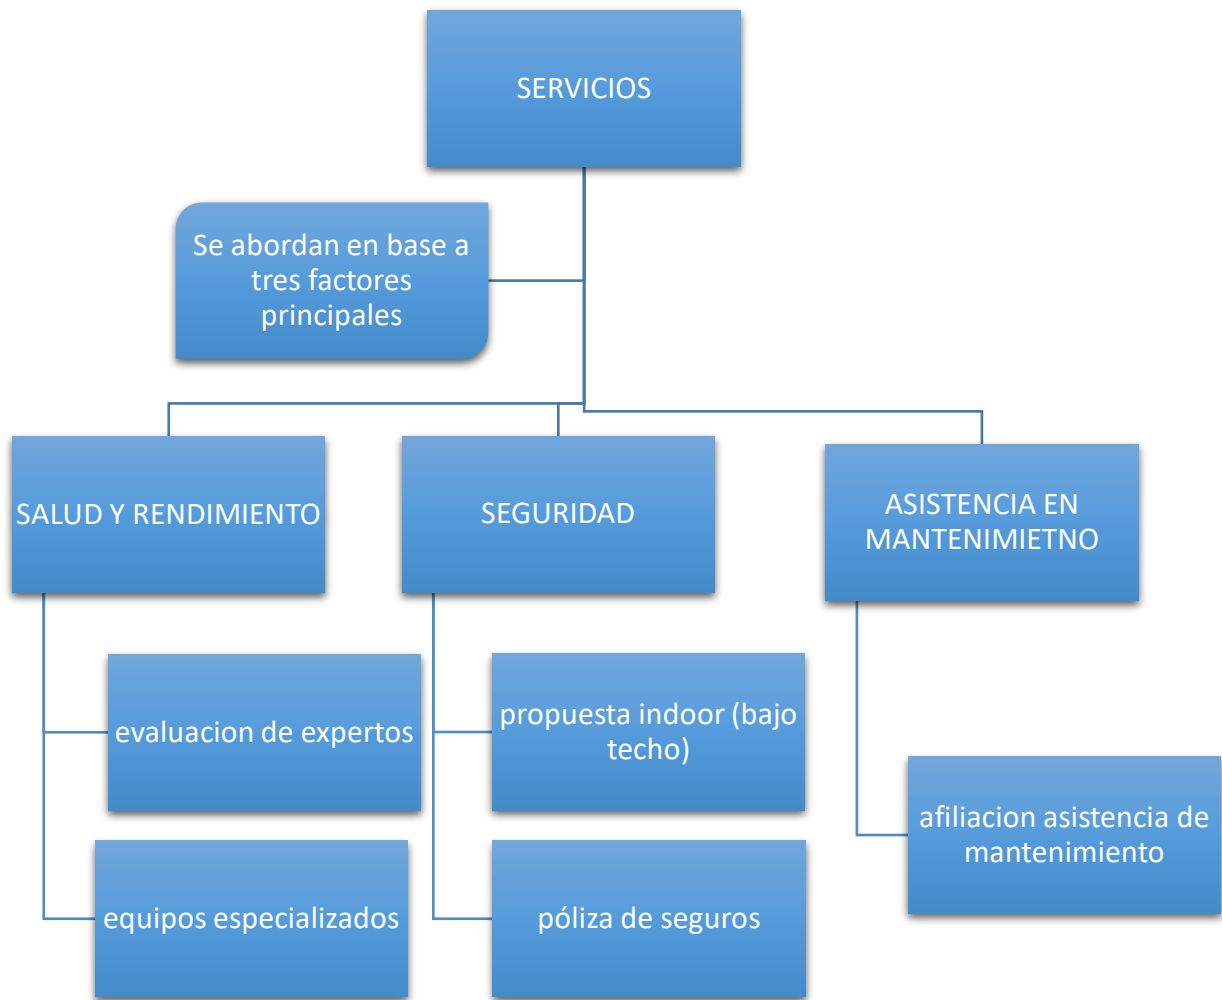 SERVICIOS
Se abordan en base a
tres factores
principales
SALUD Y RENDIMIENTO
SEGURIDAD
ASISTENCIA EN
MANTENIMIETNO
evaluacion de expertos
propuesta indoor (bajo
techo)
afiliacion asistencia de
mantenimiento
equipos especializados
póliza de seguros